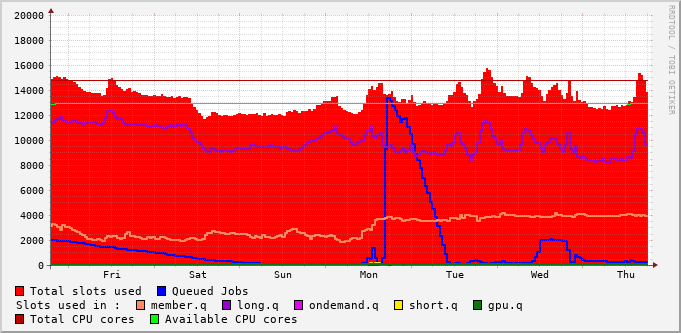 RRDTOOL / TOBI OETIKER
20000
18000
16000
14000
12000
10000
8000
6000
4000
2000
0
Fri Sat Sun Mon Tue Wed Thu
Total slots used Queued Jobs
Slots used in : member.q long.q ondemand.q short.q gpu.q
Total CPU cores Available CPU cores